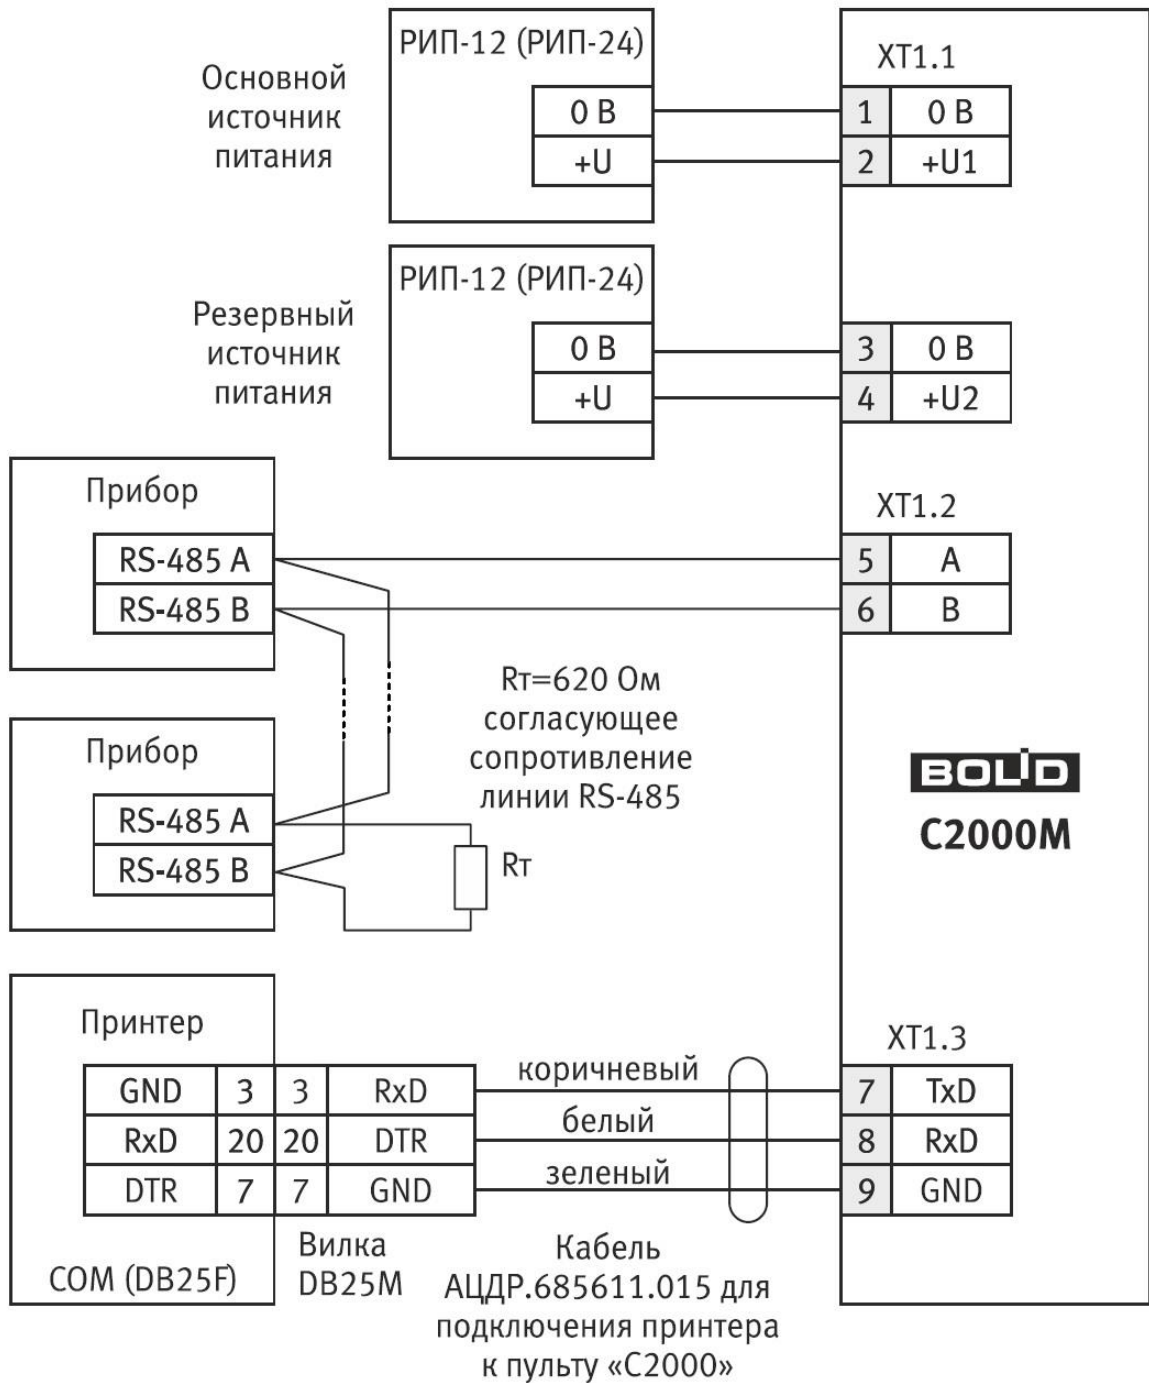 РИП-12 (РИП-24)
Основной
источник
питания
0 В
+U
XT1.1
1 0 В
2 +U1
РИП-12 (РИП-24)
Резервный
источник
питания
0 В
+U
3 0 В
4 +U2
Прибор
RS-485 A
RS-485 B
XT1.2
5 A
6 B
Rт=620 Ом
согласующее
сопротивление
линии RS-485
Прибор
RS-485 A
RS-485 B
Rт
BOLID
С2000М
Принтер
GND 3 3 RxD
RxD 20 20 DTR
DTR 7 7 GND
COM (DB25F)
Вилка
DB25M
коричневый
белый
зеленый
Кабель
АЦДР.685611.015 для
подключения принтера
к пульту «С2000»
XT1.3
7 TxD
8 RxD
9 GND